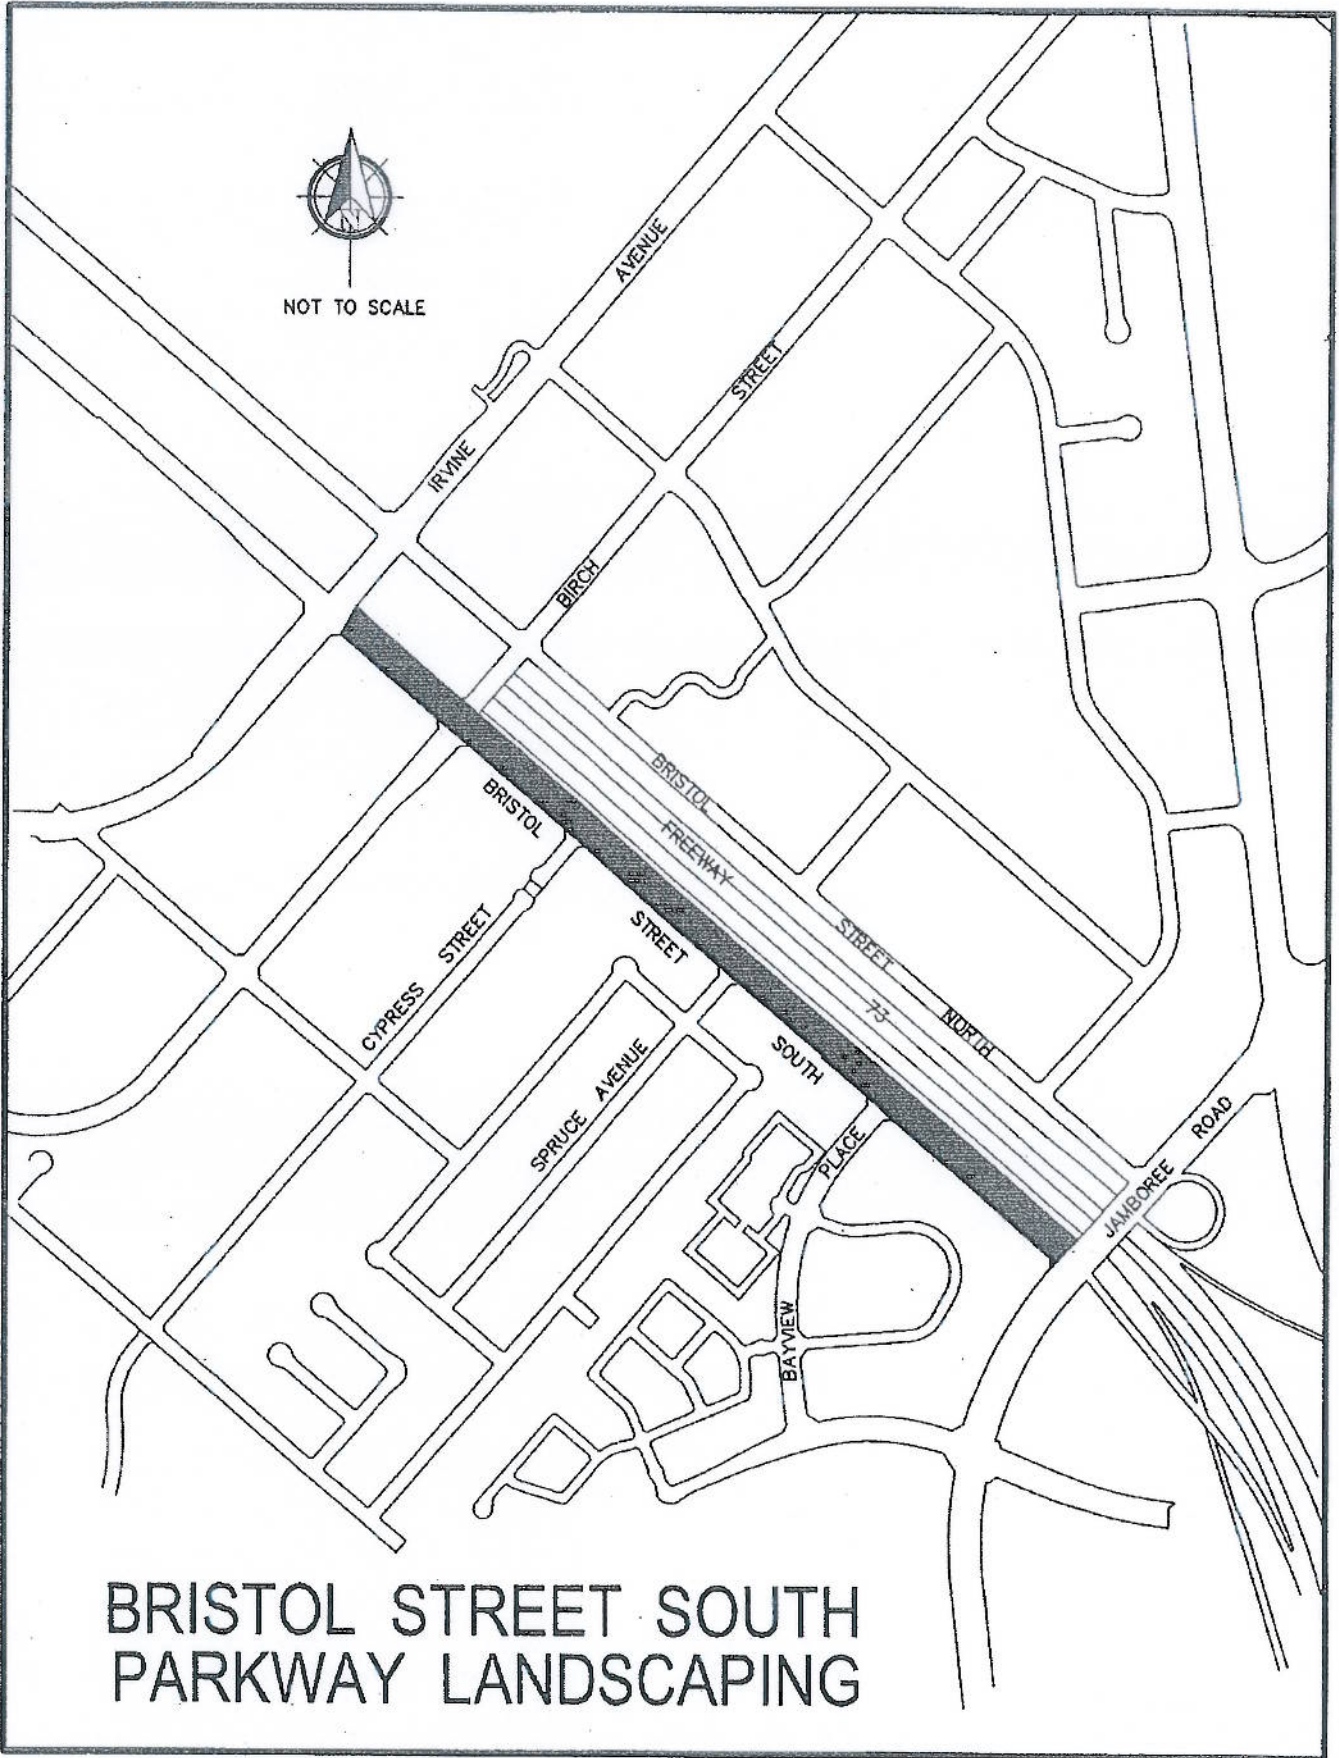 NOT TO SCALE
IRVINE AVENUE
BIRCH STREET
BRISTOL STREET NORTH
FREEWAY 73
BRISTOL STREET SOUTH
CYPRESS STREET
SPRUCE AVENUE
BAYVIEW PLACE
JAMBOREE ROAD
BRISTOL STREET SOUTH
PARKWAY LANDSCAPING